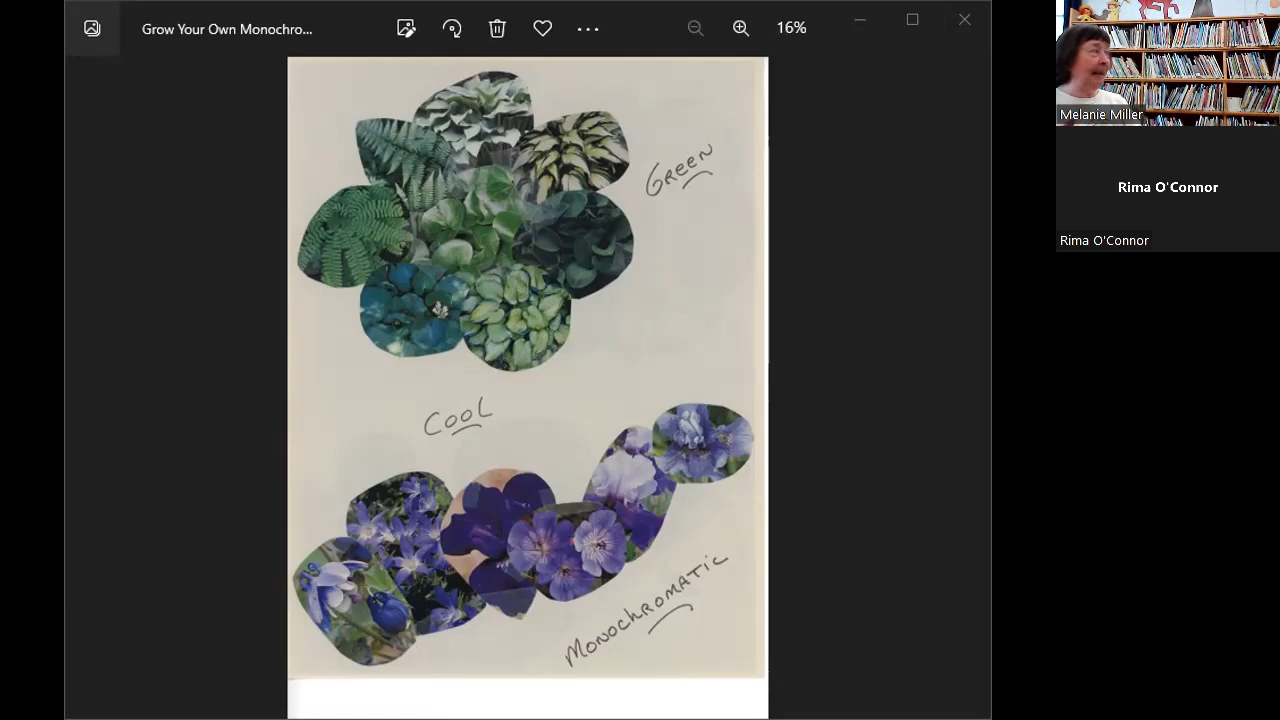 Grow Your Own Monochro...
16%
GREEN
COOL
MONOCHROMATIC
Melanie Miller
Rima O'Connor
Rima O'Connor